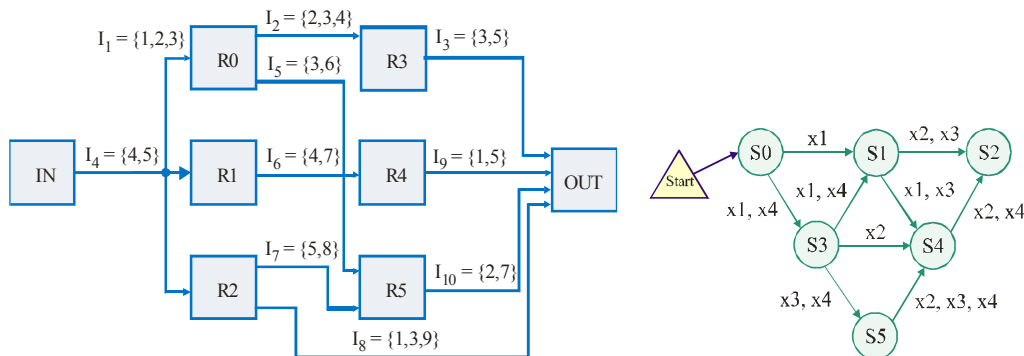 I1 = {1,2,3}
I2 = {2,3,4}
I3 = {3,5}
R0
R3
I5 = {3,6}
IN
I4 = {4,5}
R1
I6 = {4,7}
R4
I9 = {1,5}
OUT
I7 = {5,8}
R2
R5
I10 = {2,7}
I8 = {1,3,9}
Start
S0
x1
S1
x2, x3
S2
x1, x4
x1, x4
x1, x3
x2, x4
S3
x2
S4
x3, x4
x2, x3, x4
S5